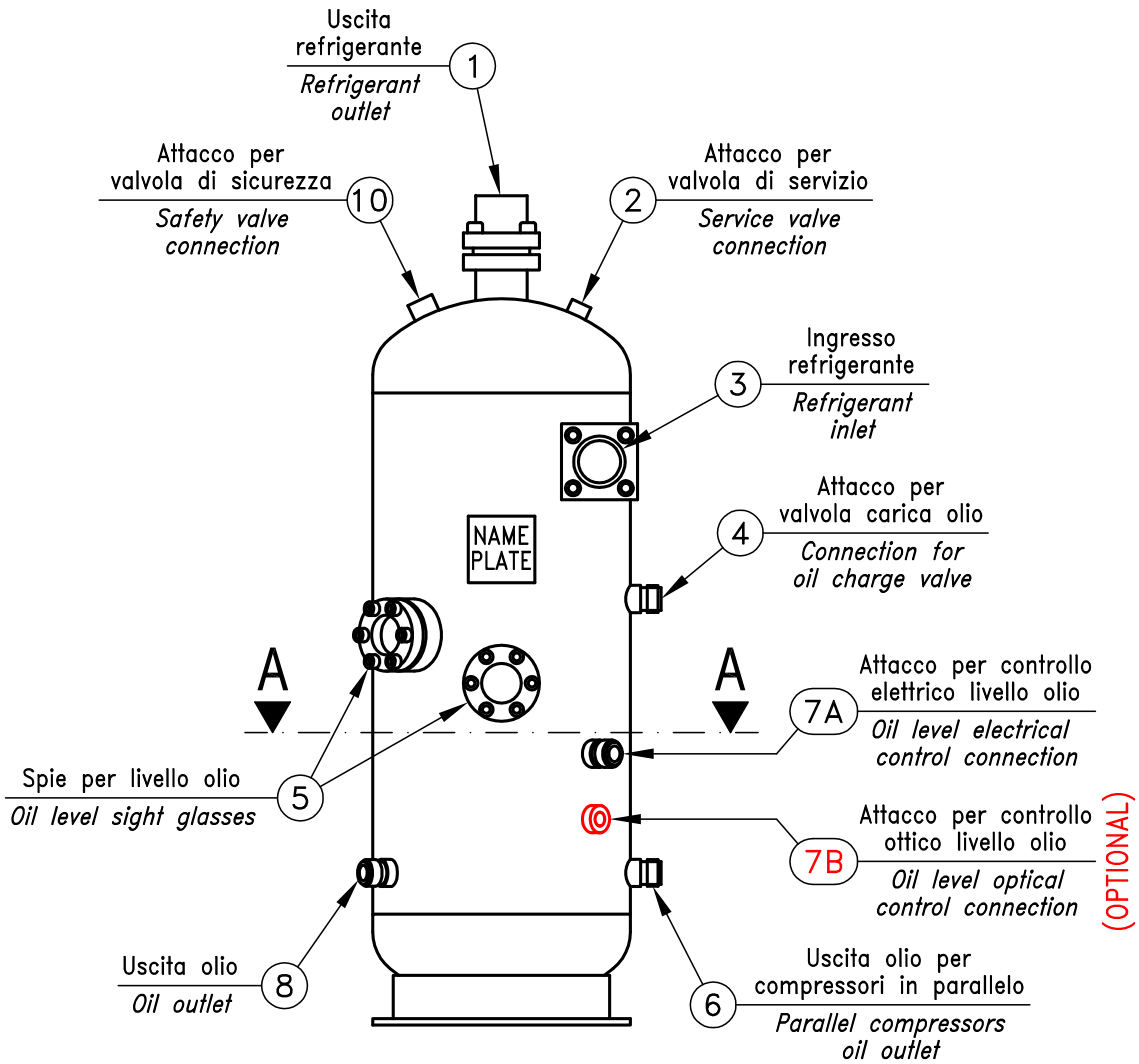 Uscita
refrigerante
Refrigerant
outlet
1
Attacco per
valvola di sicurezza
Safety valve
connection
10
Attacco per
valvola di servizio
Service valve
connection
2
Ingresso
refrigerante
Refrigerant
inlet
3
Attacco per
valvola carica olio
Connection for
oil charge valve
4
NAME
PLATE
A
A
Attacco per controllo
elettrico livello olio
Oil level electrical
control connection
7A
Spie per livello olio
Oil level sight glasses
5
Attacco per controllo
ottico livello olio
Oil level optical
control connection
7B
(OPTIONAL)
Uscita olio
Oil outlet
8
Uscita olio per
compressori in parallelo
Parallel compressors
oil outlet
6